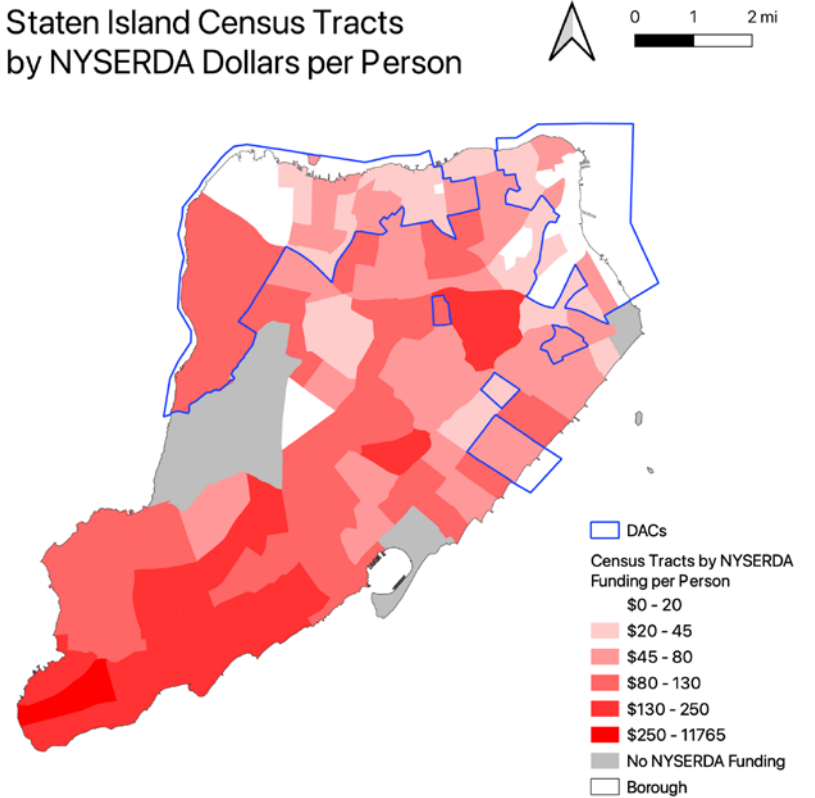 Staten Island Census Tracts
by NYSERDA Dollars per Person
0 1 2 mi
DACs
Census Tracts by NYSERDA
Funding per Person
$0 - 20
$20 - 45
$45 - 80
$80 - 130
$130 - 250
$250 - 11765
No NYSERDA Funding
Borough